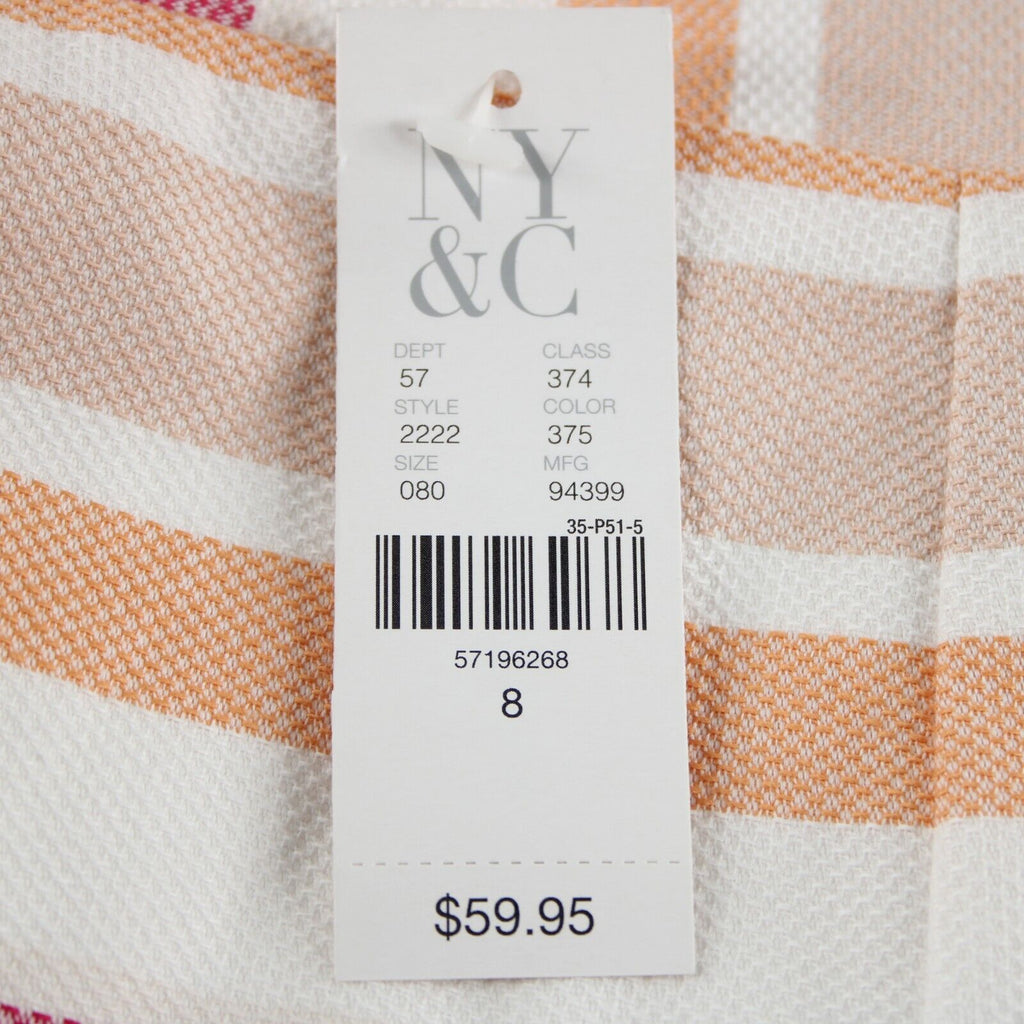 NY
&C
DEPT CLASS
57 374
STYLE COLOR
2222 375
SIZE MFG
080 94399
35-P51-5
57196268
8
$59.95